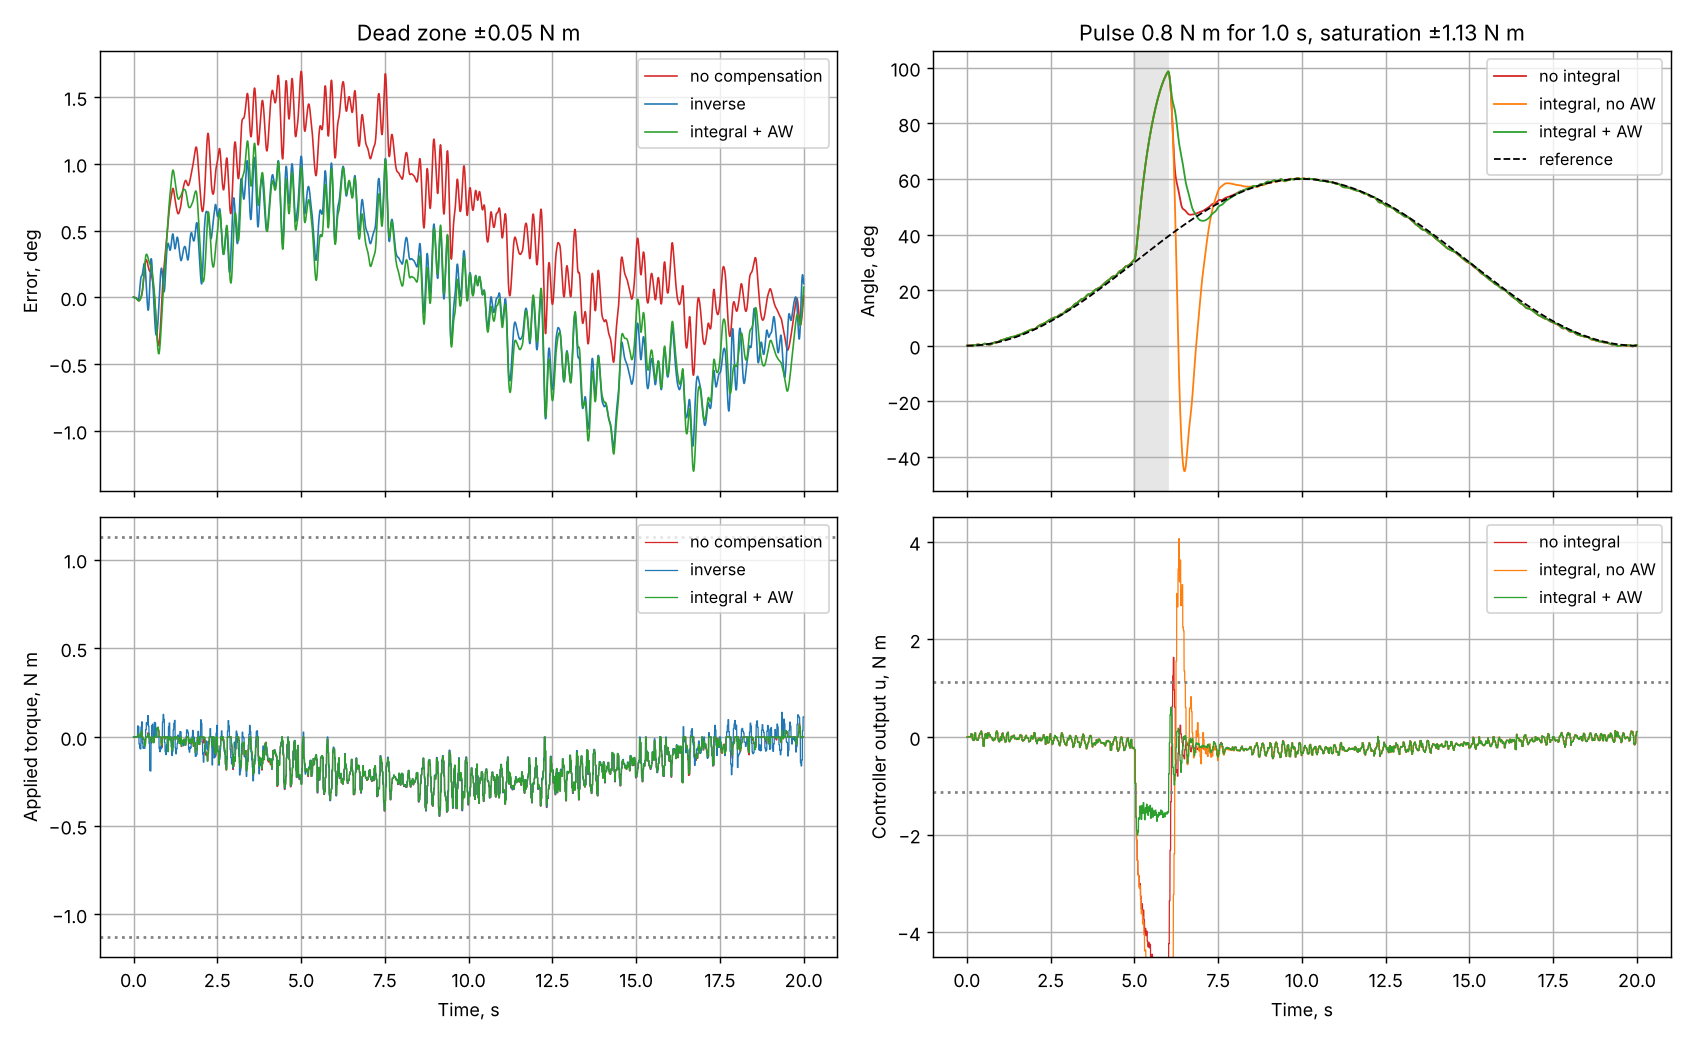 Dead zone ±0.05 N m
Error, deg
1.5
1.0
0.5
0.0
−0.5
−1.0
no compensation
inverse
integral + AW
Pulse 0.8 N m for 1.0 s, saturation ±1.13 N m
Angle, deg
100
80
60
40
20
0
−20
−40
no integral
integral, no AW
integral + AW
reference
Applied torque, N m
1.0
0.5
0.0
−0.5
−1.0
no compensation
inverse
integral + AW
0.0 2.5 5.0 7.5 10.0 12.5 15.0 17.5 20.0
Time, s
Controller output u, N m
4
2
0
−2
−4
no integral
integral, no AW
integral + AW
0.0 2.5 5.0 7.5 10.0 12.5 15.0 17.5 20.0
Time, s